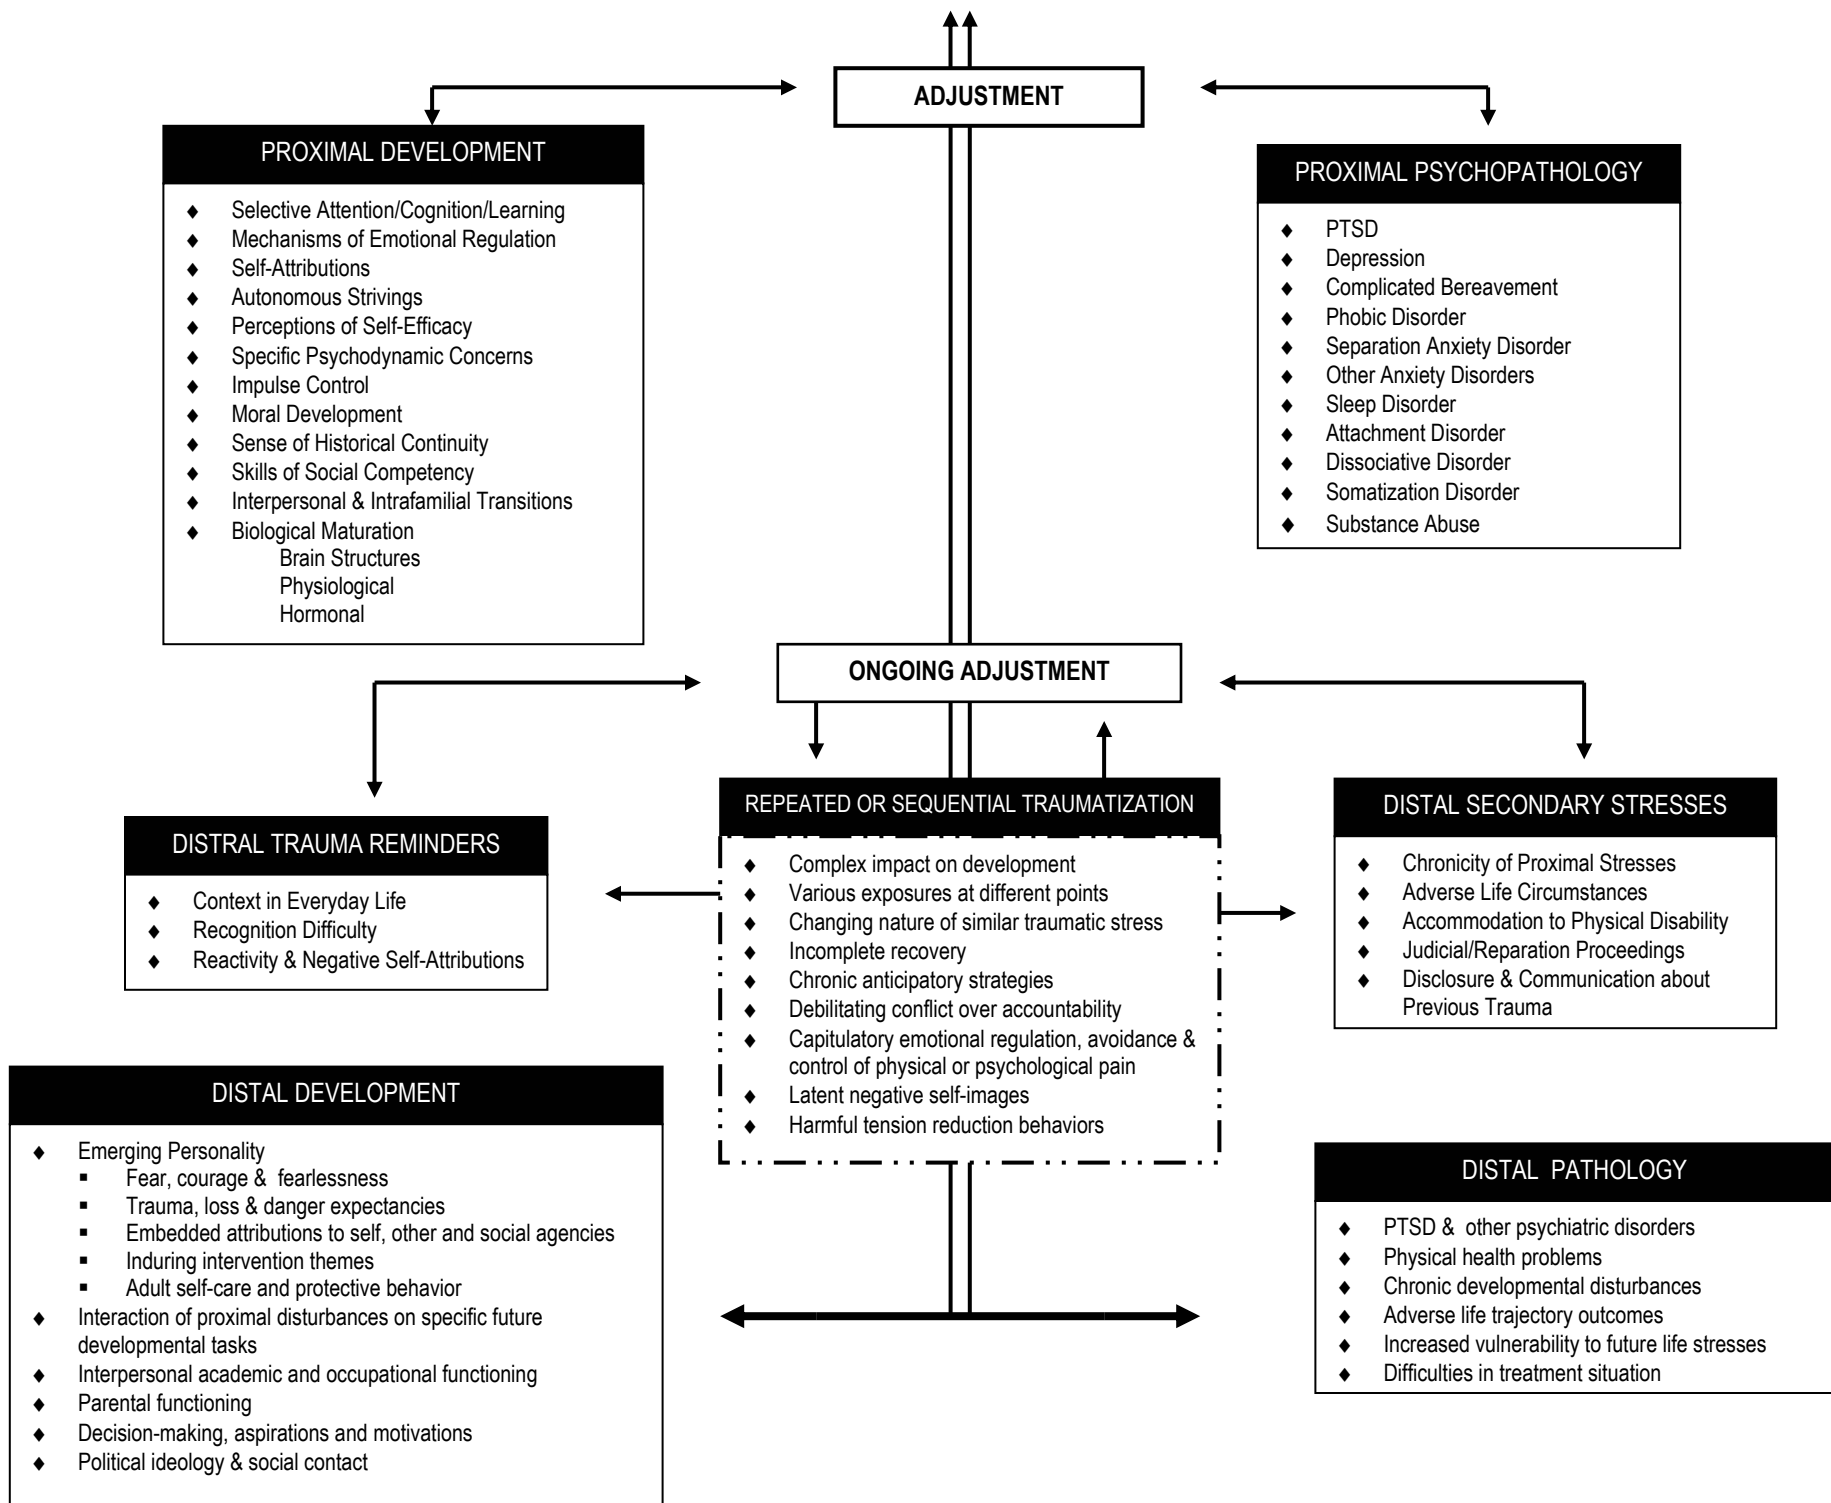 ADJUSTMENT
PROXIMAL DEVELOPMENT
♦ Selective Attention/Cognition/Learning
♦ Mechanisms of Emotional Regulation
♦ Self-Attributions
♦ Autonomous Strivings
♦ Perceptions of Self-Efficacy
♦ Specific Psychodynamic Concerns
♦ Impulse Control
♦ Moral Development
♦ Sense of Historical Continuity
♦ Skills of Social Competency
♦ Interpersonal & Intrafamilial Transitions
♦ Biological Maturation
Brain Structures
Physiological
Hormonal
PROXIMAL PSYCHOPATHOLOGY
♦ PTSD
♦ Depression
♦ Complicated Bereavement
♦ Phobic Disorder
♦ Separation Anxiety Disorder
♦ Other Anxiety Disorders
♦ Sleep Disorder
♦ Attachment Disorder
♦ Dissociative Disorder
♦ Somatization Disorder
♦ Substance Abuse
ONGOING ADJUSTMENT
DISTRAL TRAUMA REMINDERS
♦ Context in Everyday Life
♦ Recognition Difficulty
♦ Reactivity & Negative Self-Attributions
REPEATED OR SEQUENTIAL TRAUMATIZATION
♦ Complex impact on development
♦ Various exposures at different points
♦ Changing nature of similar traumatic stress
♦ Incomplete recovery
♦ Chronic anticipatory strategies
♦ Debilitating conflict over accountability
♦ Capitulatory emotional regulation, avoidance &
control of physical or psychological pain
♦ Latent negative self-images
♦ Harmful tension reduction behaviors
DISTAL SECONDARY STRESSES
♦ Chronicity of Proximal Stresses
♦ Adverse Life Circumstances
♦ Accommodation to Physical Disability
♦ Judicial/Reparation Proceedings
♦ Disclosure & Communication about
Previous Trauma
DISTAL DEVELOPMENT
♦ Emerging Personality
▪ Fear, courage & fearlessness
▪ Trauma, loss & danger expectancies
▪ Embedded attributions to self, other and social agencies
▪ Induring intervention themes
▪ Adult self-care and protective behavior
♦ Interaction of proximal disturbances on specific future
developmental tasks
♦ Interpersonal academic and occupational functioning
♦ Parental functioning
♦ Decision-making, aspirations and motivations
♦ Political ideology & social contact
DISTAL PATHOLOGY
♦ PTSD & other psychiatric disorders
♦ Physical health problems
♦ Chronic developmental disturbances
♦ Adverse life trajectory outcomes
♦ Increased vulnerability to future life stresses
♦ Difficulties in treatment situation